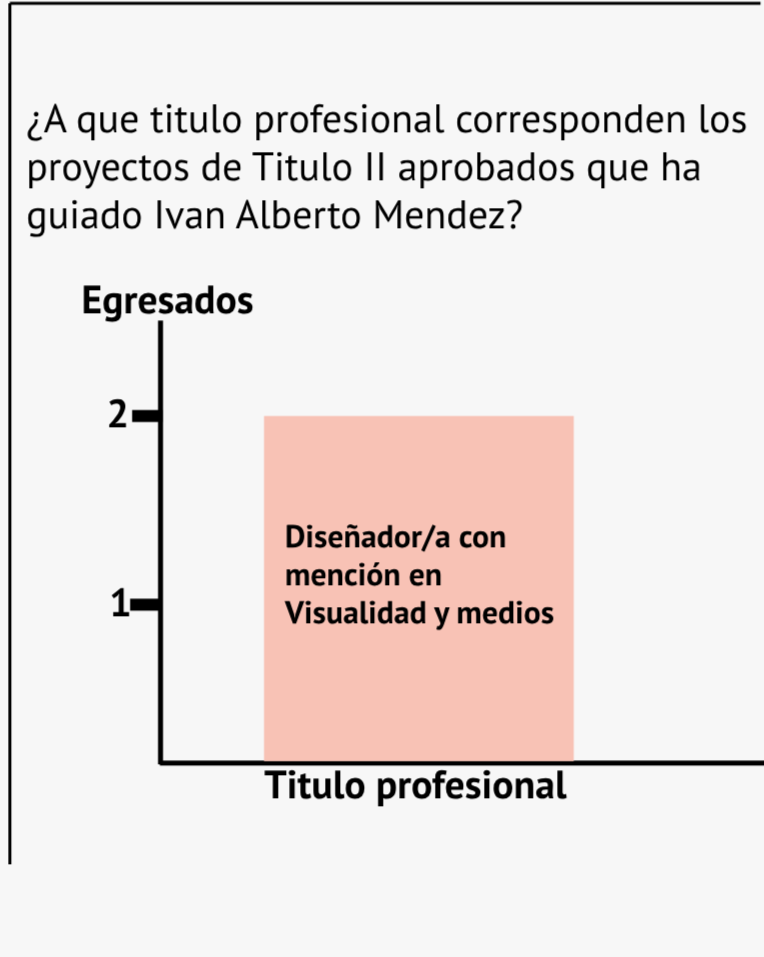 ¿A que titulo profesional corresponden los
proyectos de Titulo II aprobados que ha
guiado Ivan Alberto Mendez?
Egresados
2
Diseñador/a con
mención en
Visualidad y medios
1
Titulo profesional